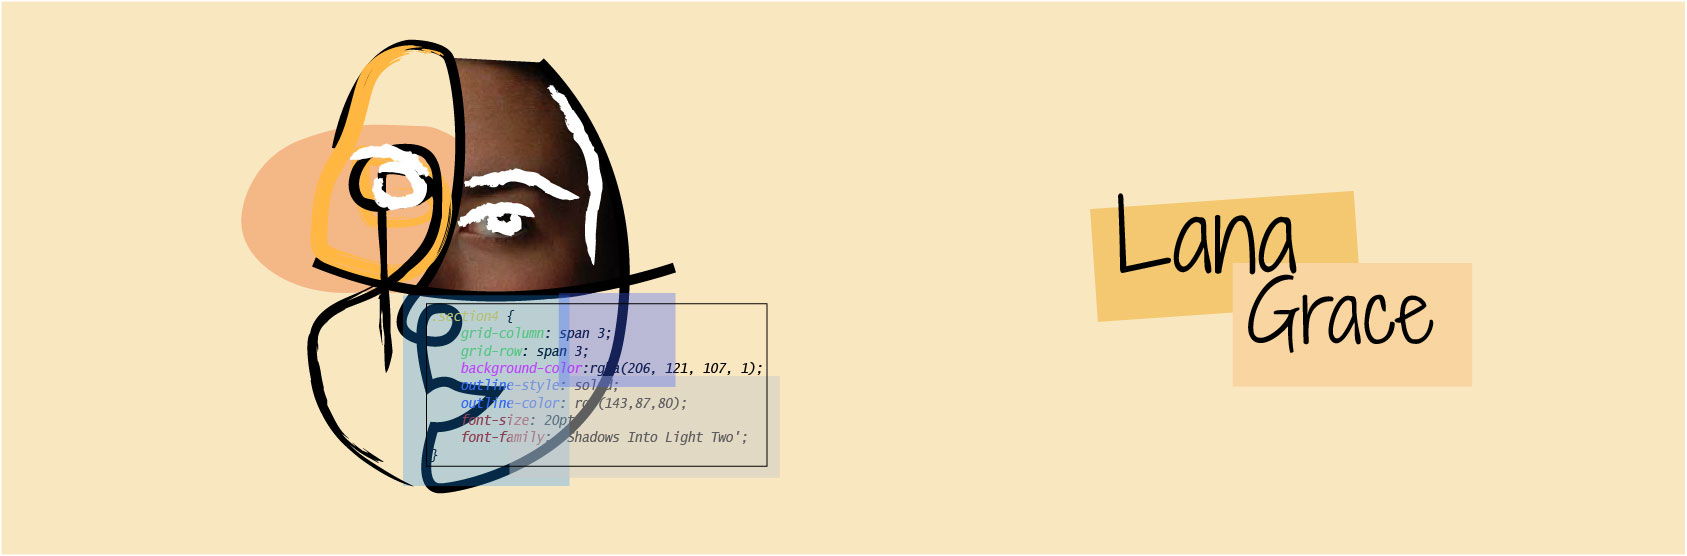 .section4 {
grid-column: span 3;
grid-row: span 3;
background-color:rgba(206, 121, 107, 1);
outline-style: solid;
outline-color: rgb(143,87,80);
font-size: 20pt;
font-family: 'Shadows Into Light Two';
}
Lana
Grace